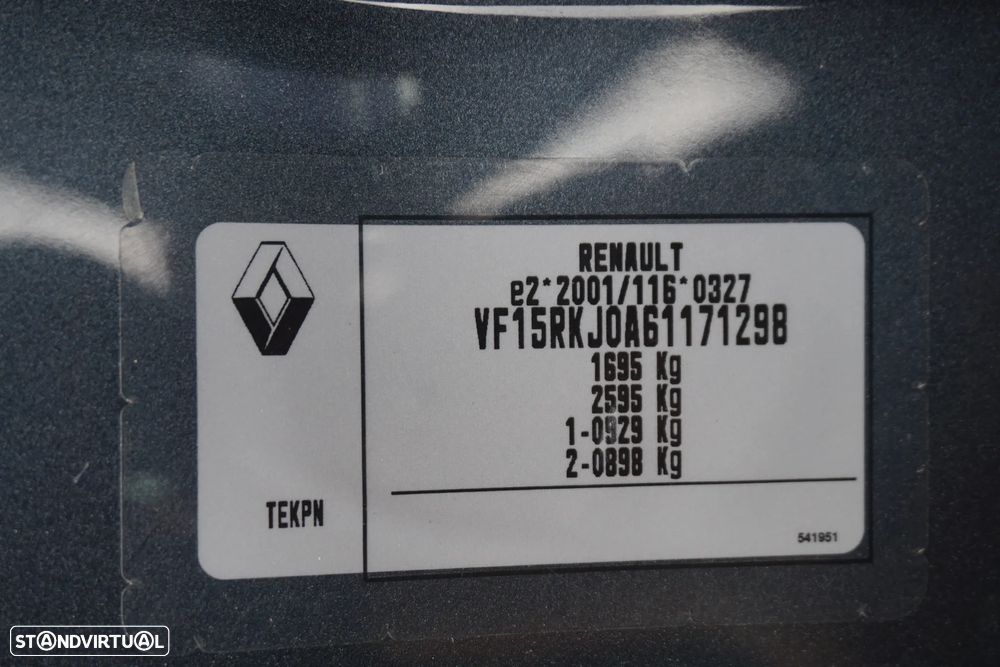 RENAULT
e2*2001/116*0327
VF15RKJ0A61171298
1695 Kg
2595 Kg
1-0929 Kg
2-0898 Kg
TEKPN
541951
STANDVIRTUAL